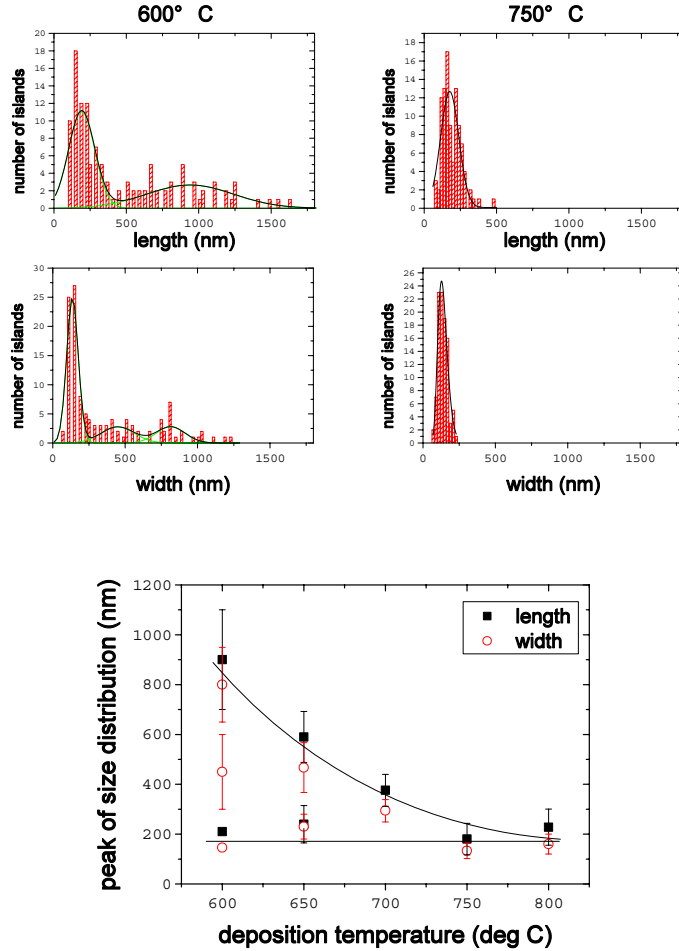 600° C
750° C
20
18
16
14
12
10
8
6
4
2
0
number of islands
0 500 1000 1500
length (nm)
14
12
10
8
6
4
2
0
18
16
number of islands
0 500 1000 1500
length (nm)
30
25
20
15
10
5
0
number of islands
0 500 1000 1500
width (nm)
26
24
22
20
18
16
14
12
10
8
6
4
2
0
number of islands
0 500 1000 1500
width (nm)
1200
1000
800
600
400
200
0
peak of size distribution (nm)
length
width
600 650 700 750 800
deposition temperature (deg C)